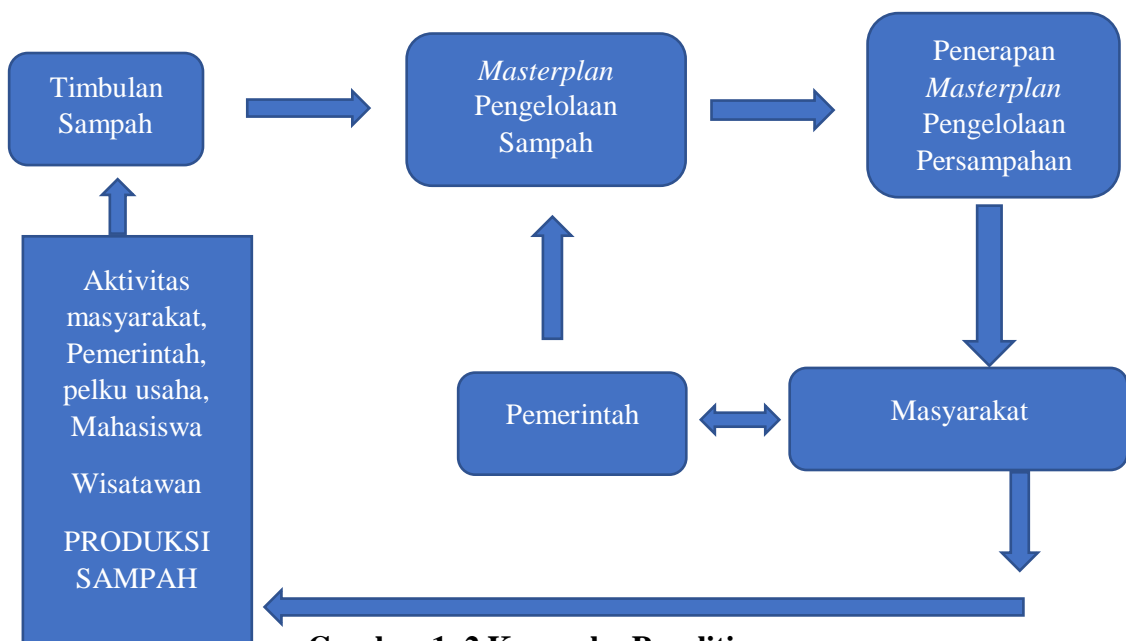 Timbulan
Sampah
Masterplan
Pengelolaan
Sampah
Penerapan
Masterplan
Pengelolaan
Persampahan
Aktivitas
masyarakat,
Pemerintah,
pelku usaha,
Mahasiswa
Wisatawan
PRODUKSI
SAMPAH
Pemerintah
Masyarakat